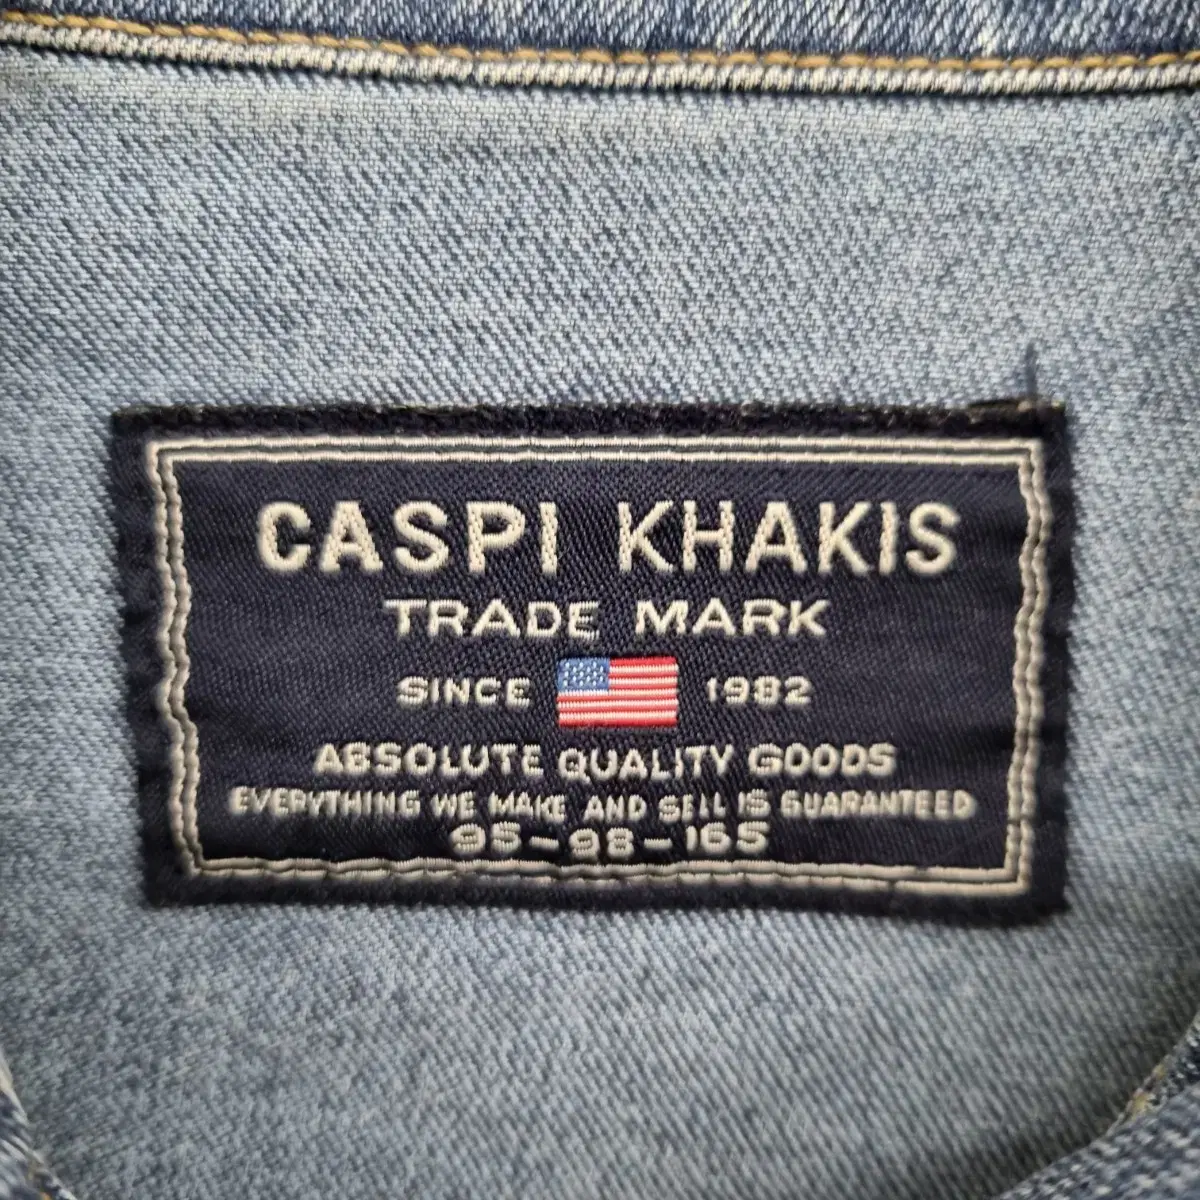 CASPI KHAKIS
TRADE MARK
SINCE 1982
ABSOLUTE QUALITY GOODS
EVERYTHING WE MAKE AND SELL IS GUARANTEED
95-98-165